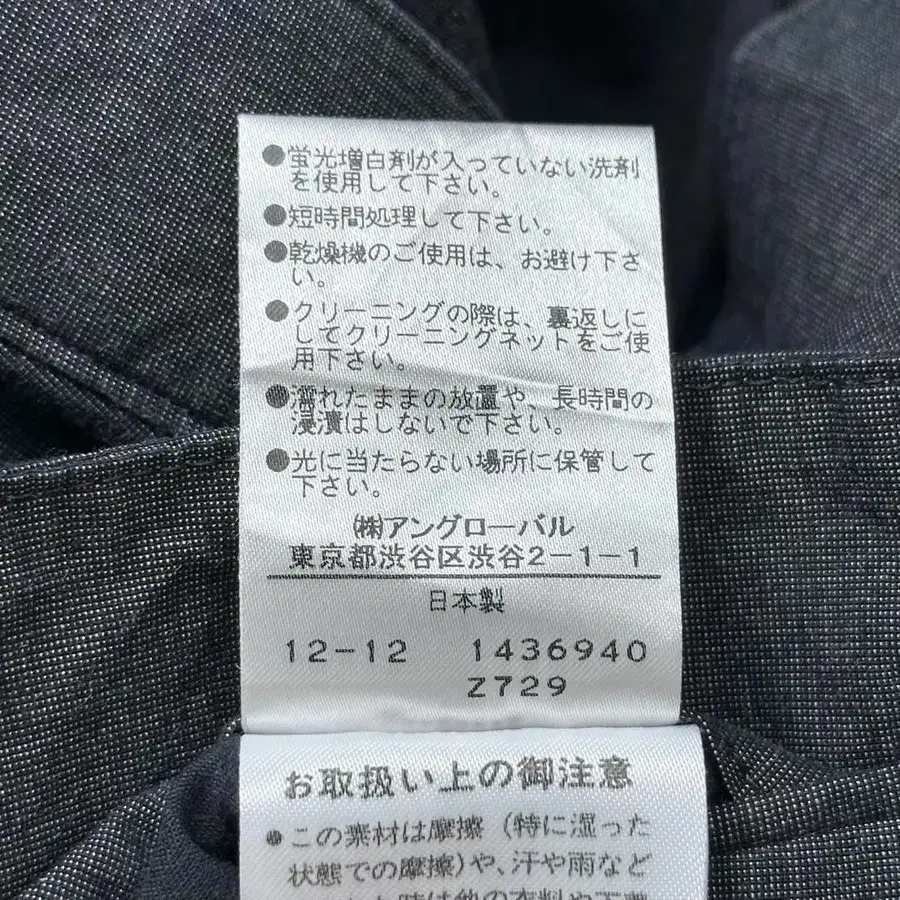 ●蛍光増白剤が入っていない洗剤
を使用して下さい。
●短時間処理して下さい。
●乾燥機のご使用は、お避け下さ
い。
●クリーニングの際は、裏返しに
してクリーニングネットをご使
用下さい。
●濡れたままの放置や、長時間の
浸漬はしないで下さい。
●光に当たらない場所に保管して
下さい。
㈱アングローバル
東京都渋谷区渋谷2-1-1
日本製
12-12 1436940
Z729
お取扱い上の御注意
●この素材は摩擦(特に湿った
状態での摩擦)や、汗や雨など